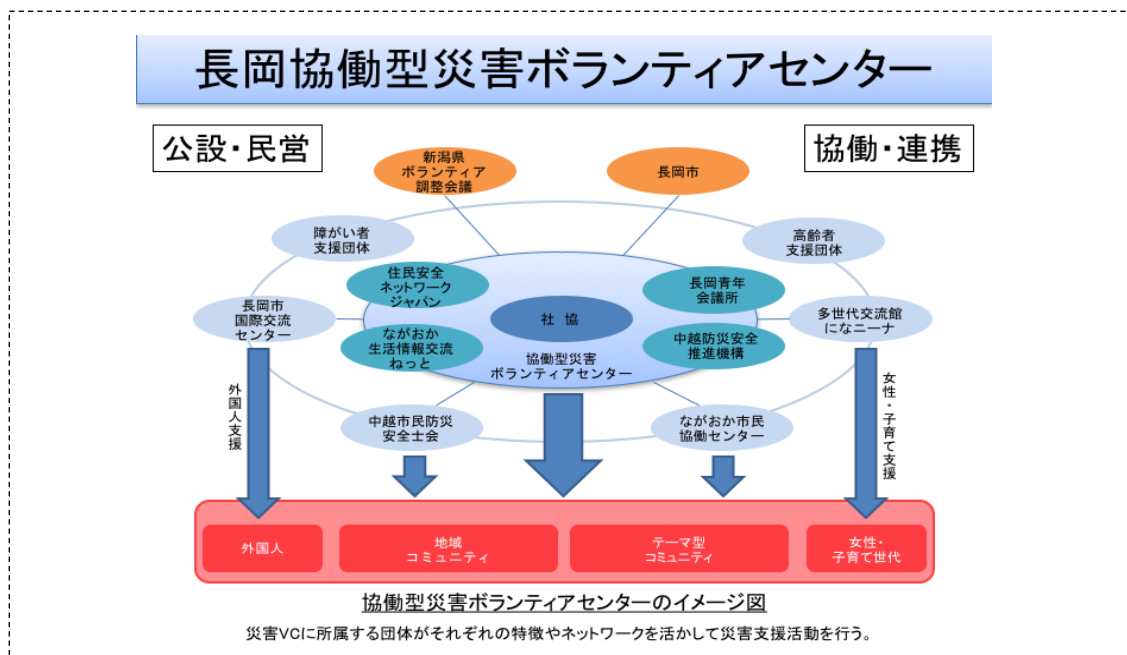 長岡協働型災害ボランティアセンター
公設・民営
協働・連携
新潟県
ボランティア
調整会議
長岡市
障がい者
支援団体
高齢者
支援団体
住民安全
ネットワーク
ジャパン
長岡青年
会議所
長岡市
国際交流
センター
社 協
多世代交流館
になニーナ
ながおか
生活情報交流
ねっと
中越防災安全
推進機構
協働型災害
ボランティアセンター
外国人支援
女性・子育て支援
中越市民防災
安全士会
ながおか市民
協働センター
外国人
地域
コミュニティ
テーマ型
コミュニティ
女性・
子育て世代
協働型災害ボランティアセンターのイメージ図
災害VCに所属する団体がそれぞれの特徴やネットワークを活かして災害支援活動を行う。